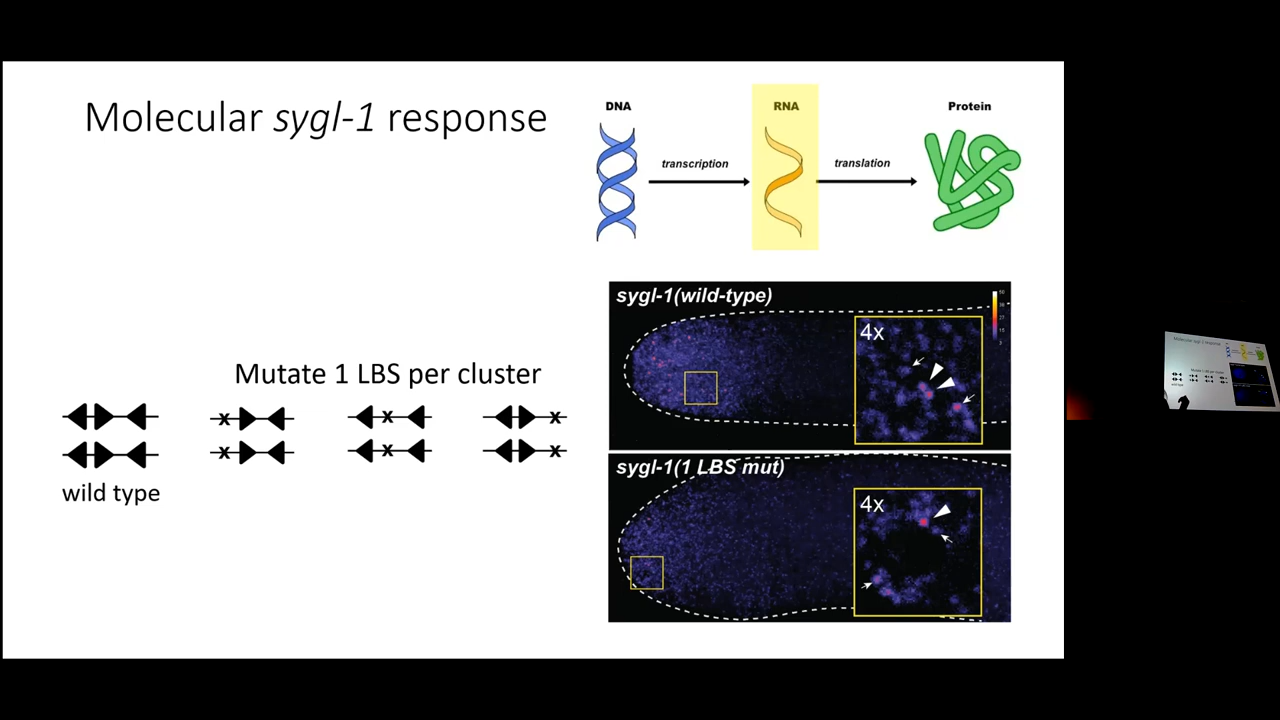 Molecular sygl-1 response
DNA
RNA
Protein
transcription
translation
Mutate 1 LBS per cluster
x
x
x
x
x
x
wild type
sygl-1(wild-type)
4x
sygl-1(1 LBS mut)
4x